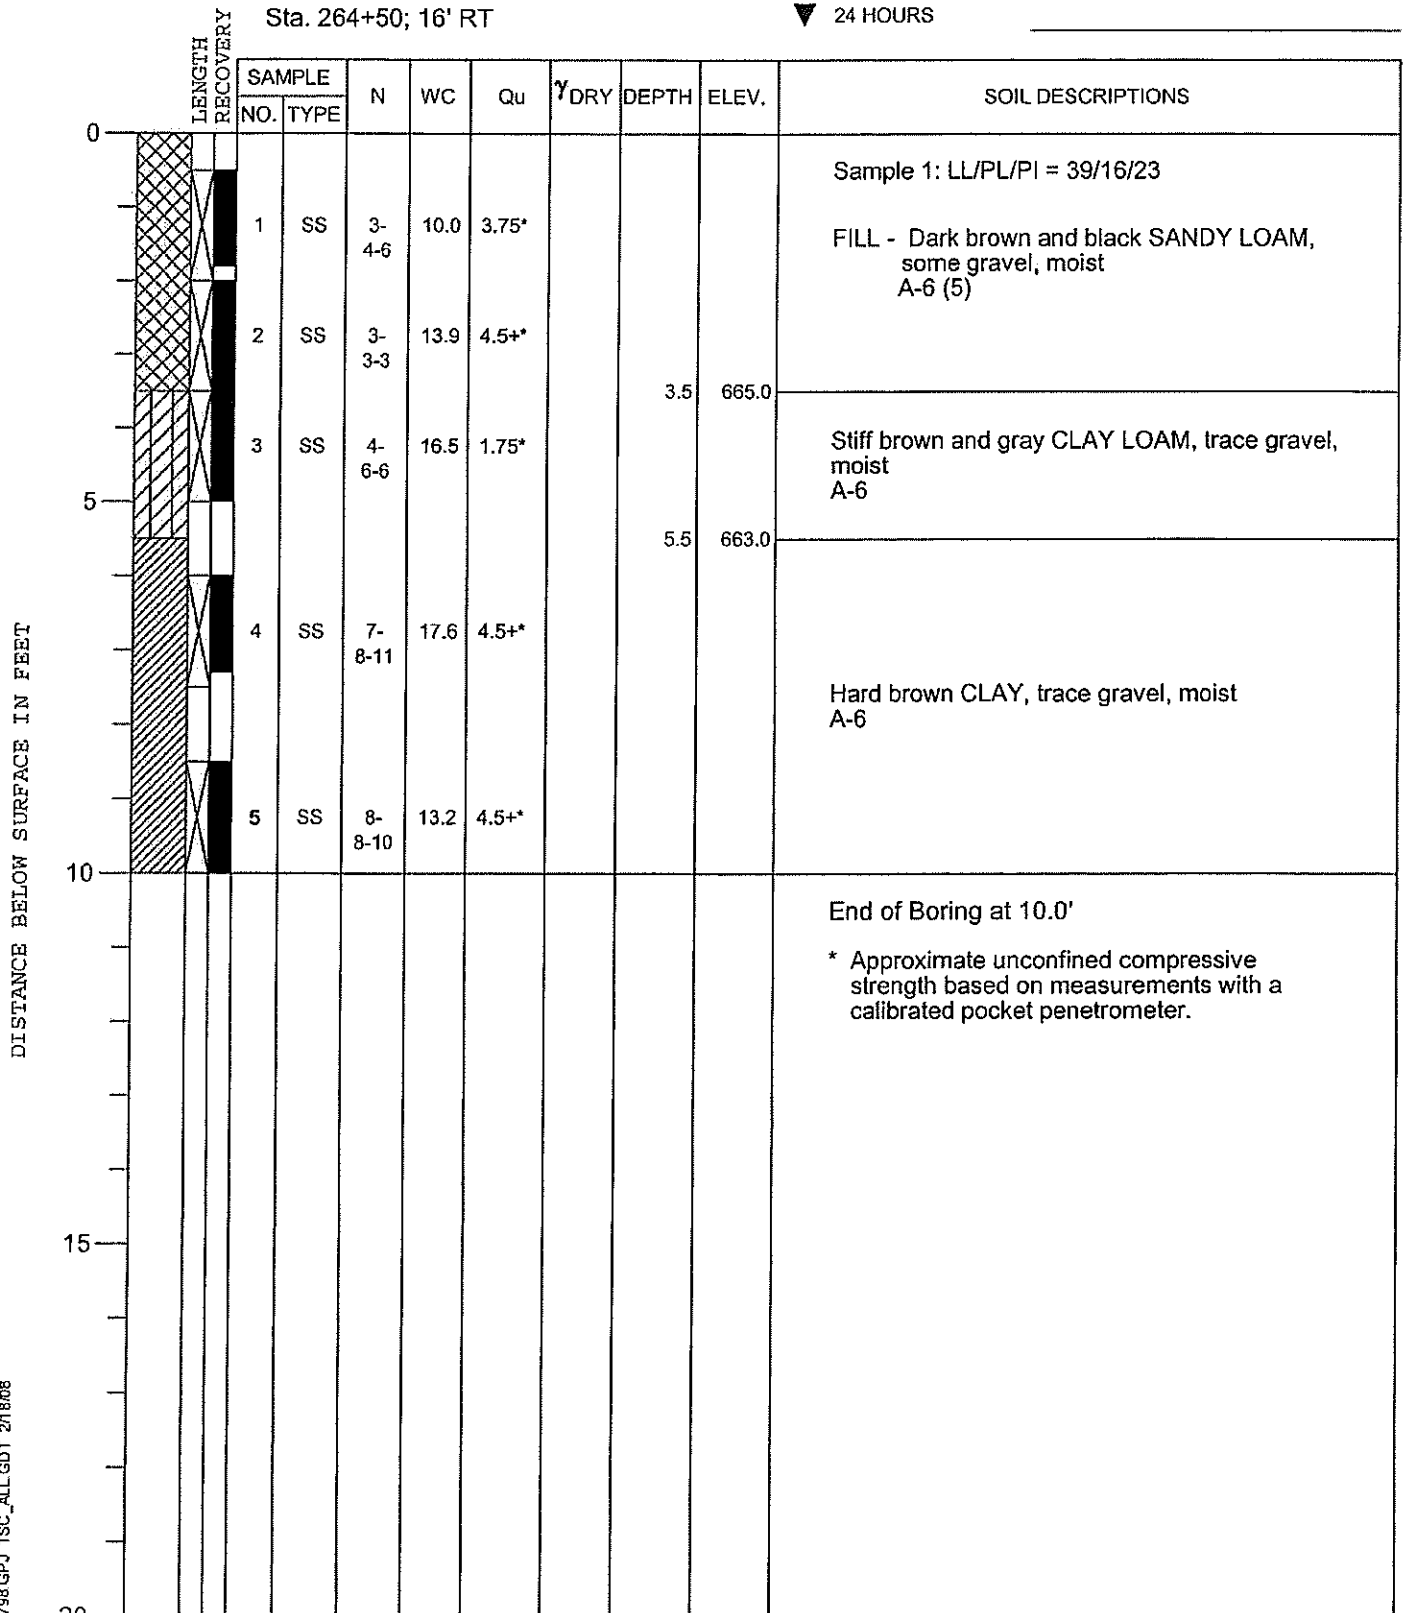 Sta. 264+50; 16' RT
24 HOURS
LENGTH
RECOVERY
SAMPLE
NO.
TYPE
N
WC
Qu
γDRY
DEPTH
ELEV.
SOIL DESCRIPTIONS
0
Sample 1: LL/PL/PI = 39/16/23
1 SS 3- 10.0 3.75*
4-6
FILL - Dark brown and black SANDY LOAM,
some gravel, moist
A-6 (5)
2 SS 3- 13.9 4.5+*
3-3
3.5 665.0
3 SS 4- 16.5 1.75*
6-6
Stiff brown and gray CLAY LOAM, trace gravel,
moist
A-6
5
5.5 663.0
4 SS 7- 17.6 4.5+*
8-11
Hard brown CLAY, trace gravel, moist
A-6
5 SS 8- 13.2 4.5+*
8-10
10
End of Boring at 10.0'
* Approximate unconfined compressive
strength based on measurements with a
calibrated pocket penetrometer.
15
DISTANCE BELOW SURFACE IN FEET
798.GPJ TSC_ALL.GDT 2/18/08